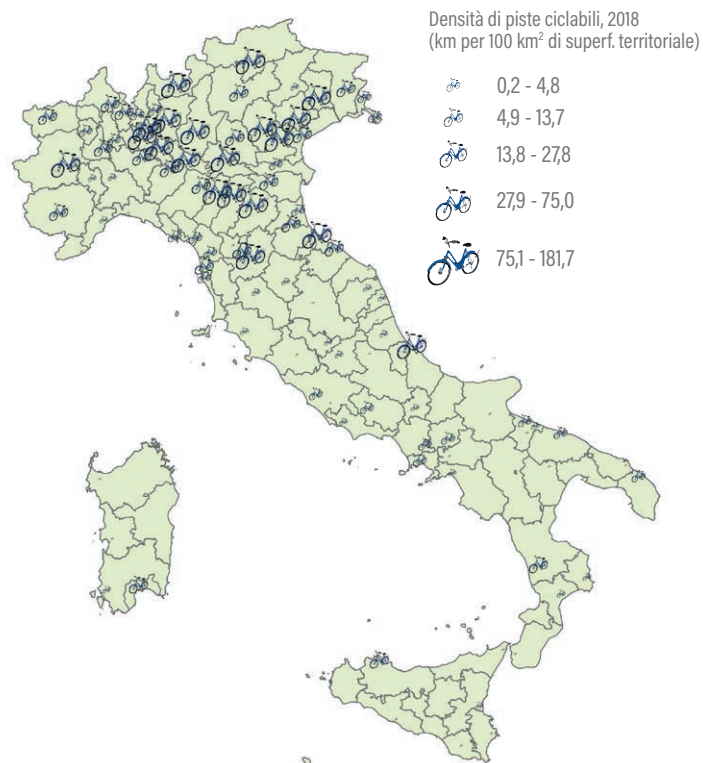 Densità di piste ciclabili, 2018
(km per 100 km² di superf. territoriale)
0,2 - 4,8
4,9 - 13,7
13,8 - 27,8
27,9 - 75,0
75,1 - 181,7